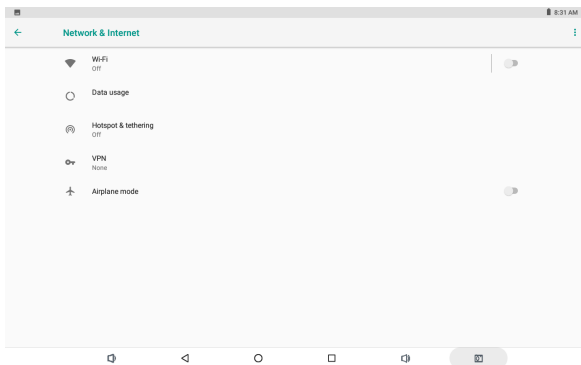 8:31 AM
Network & Internet
Wi-Fi
Off
Data usage
Hotspot & tethering
Off
VPN
None
Airplane mode